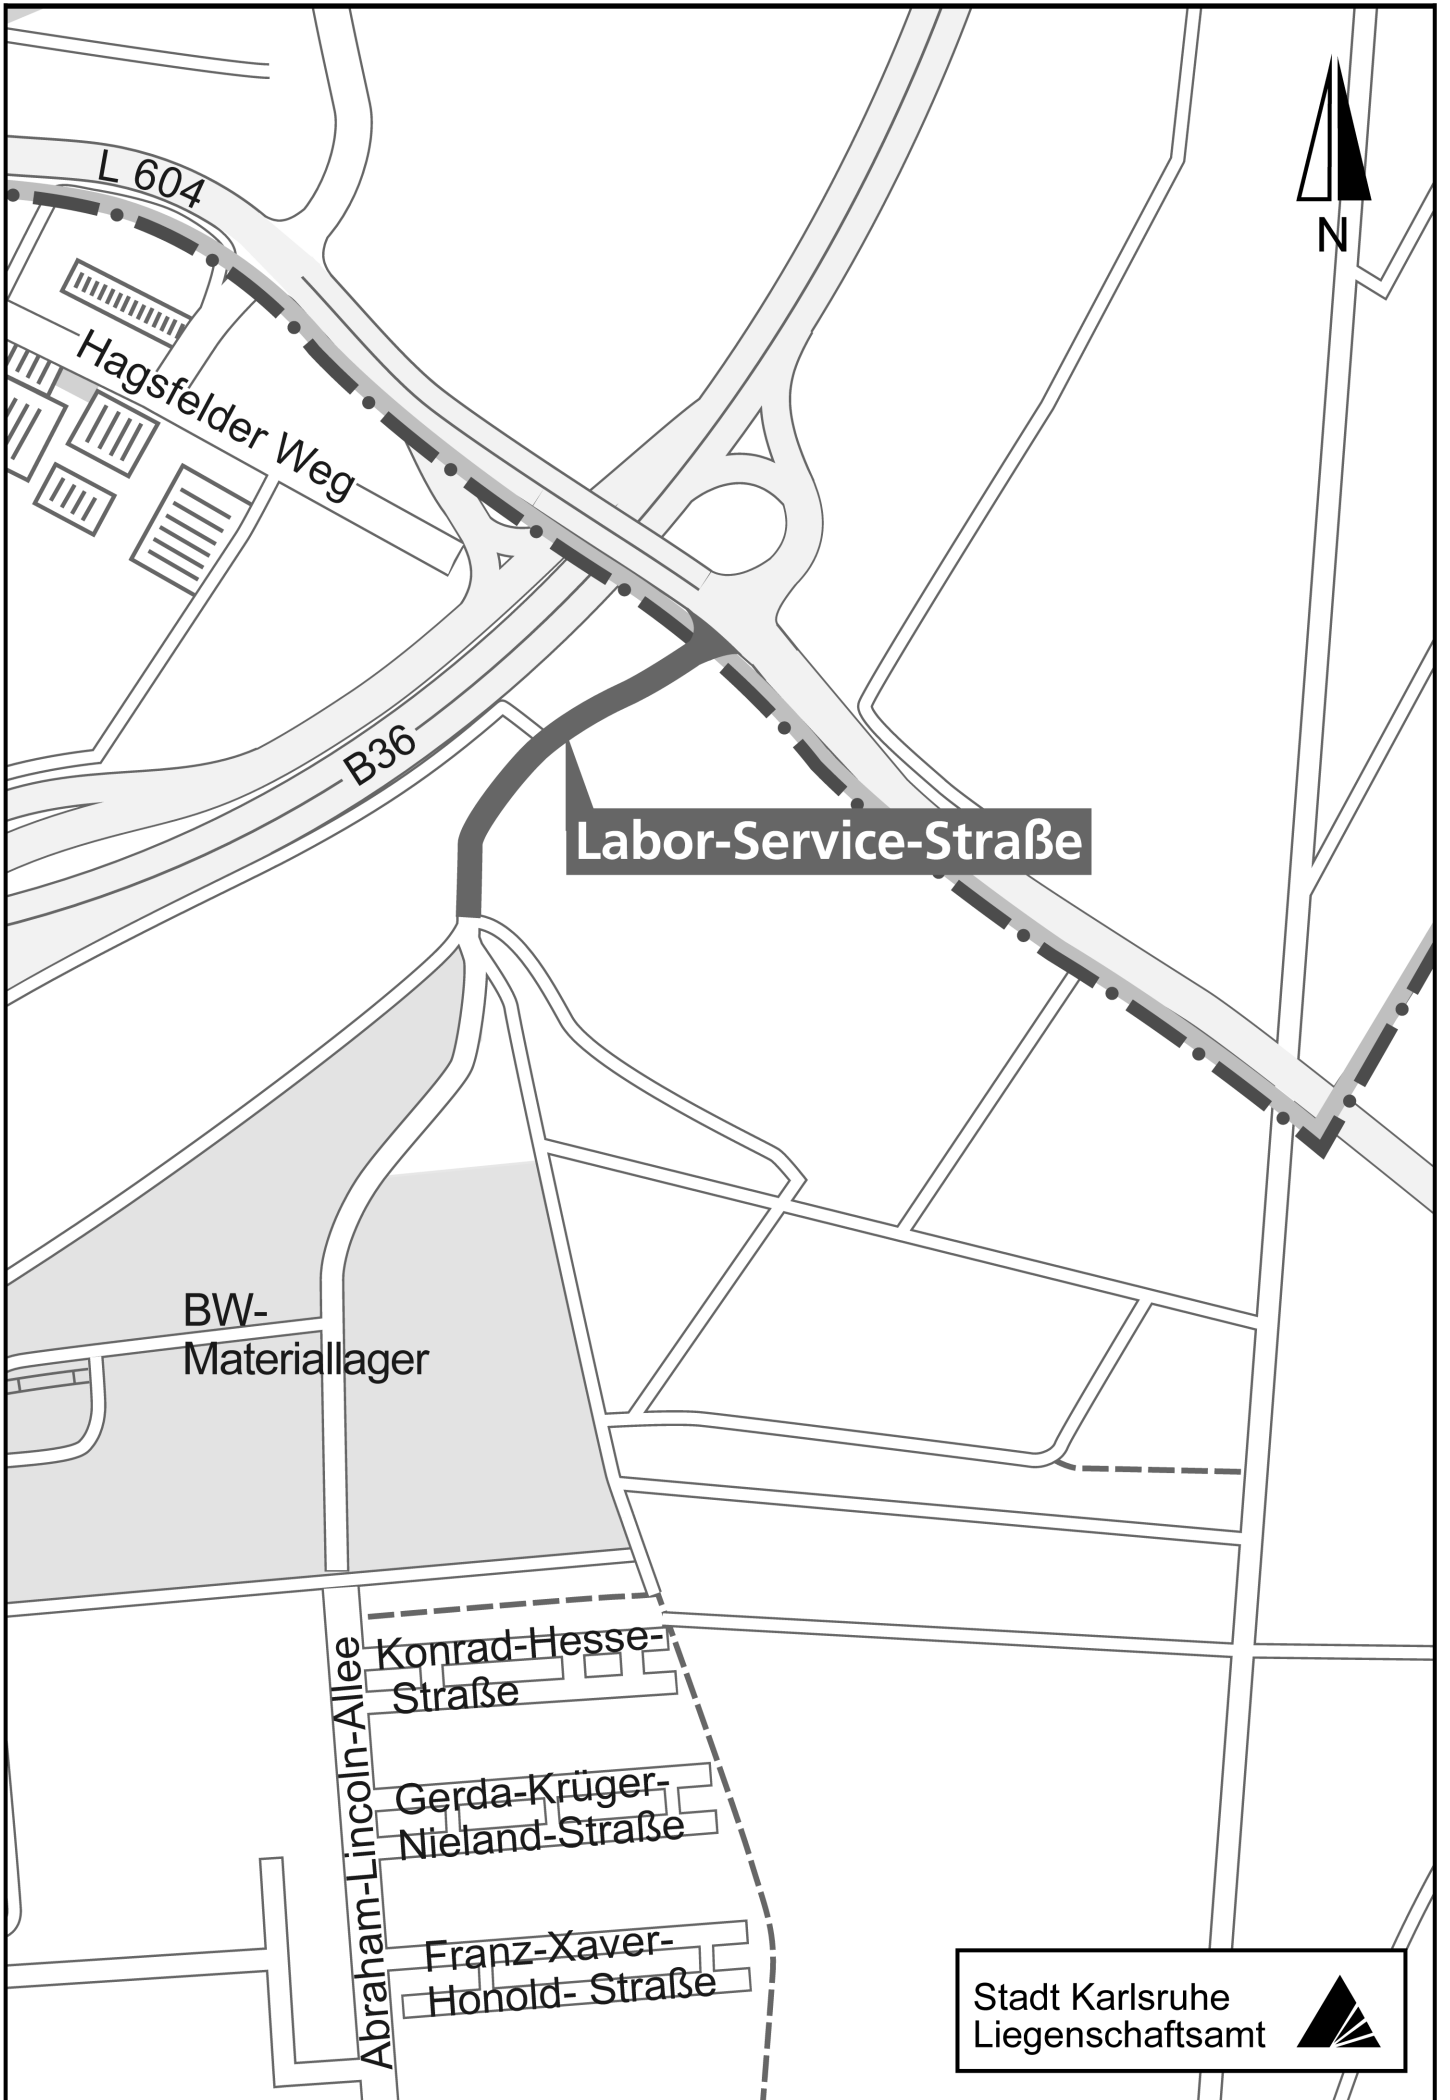 L 604
N
Hagsfelder Weg
B36
Labor-Service-Straße
BW-
Materiallager
Konrad-Hesse-
Straße
Abraham-Lincoln-Allee
Gerda-Krüger-
Nieland-Straße
Franz-Xaver-
Honold- Straße
Stadt Karlsruhe
Liegenschaftsamt